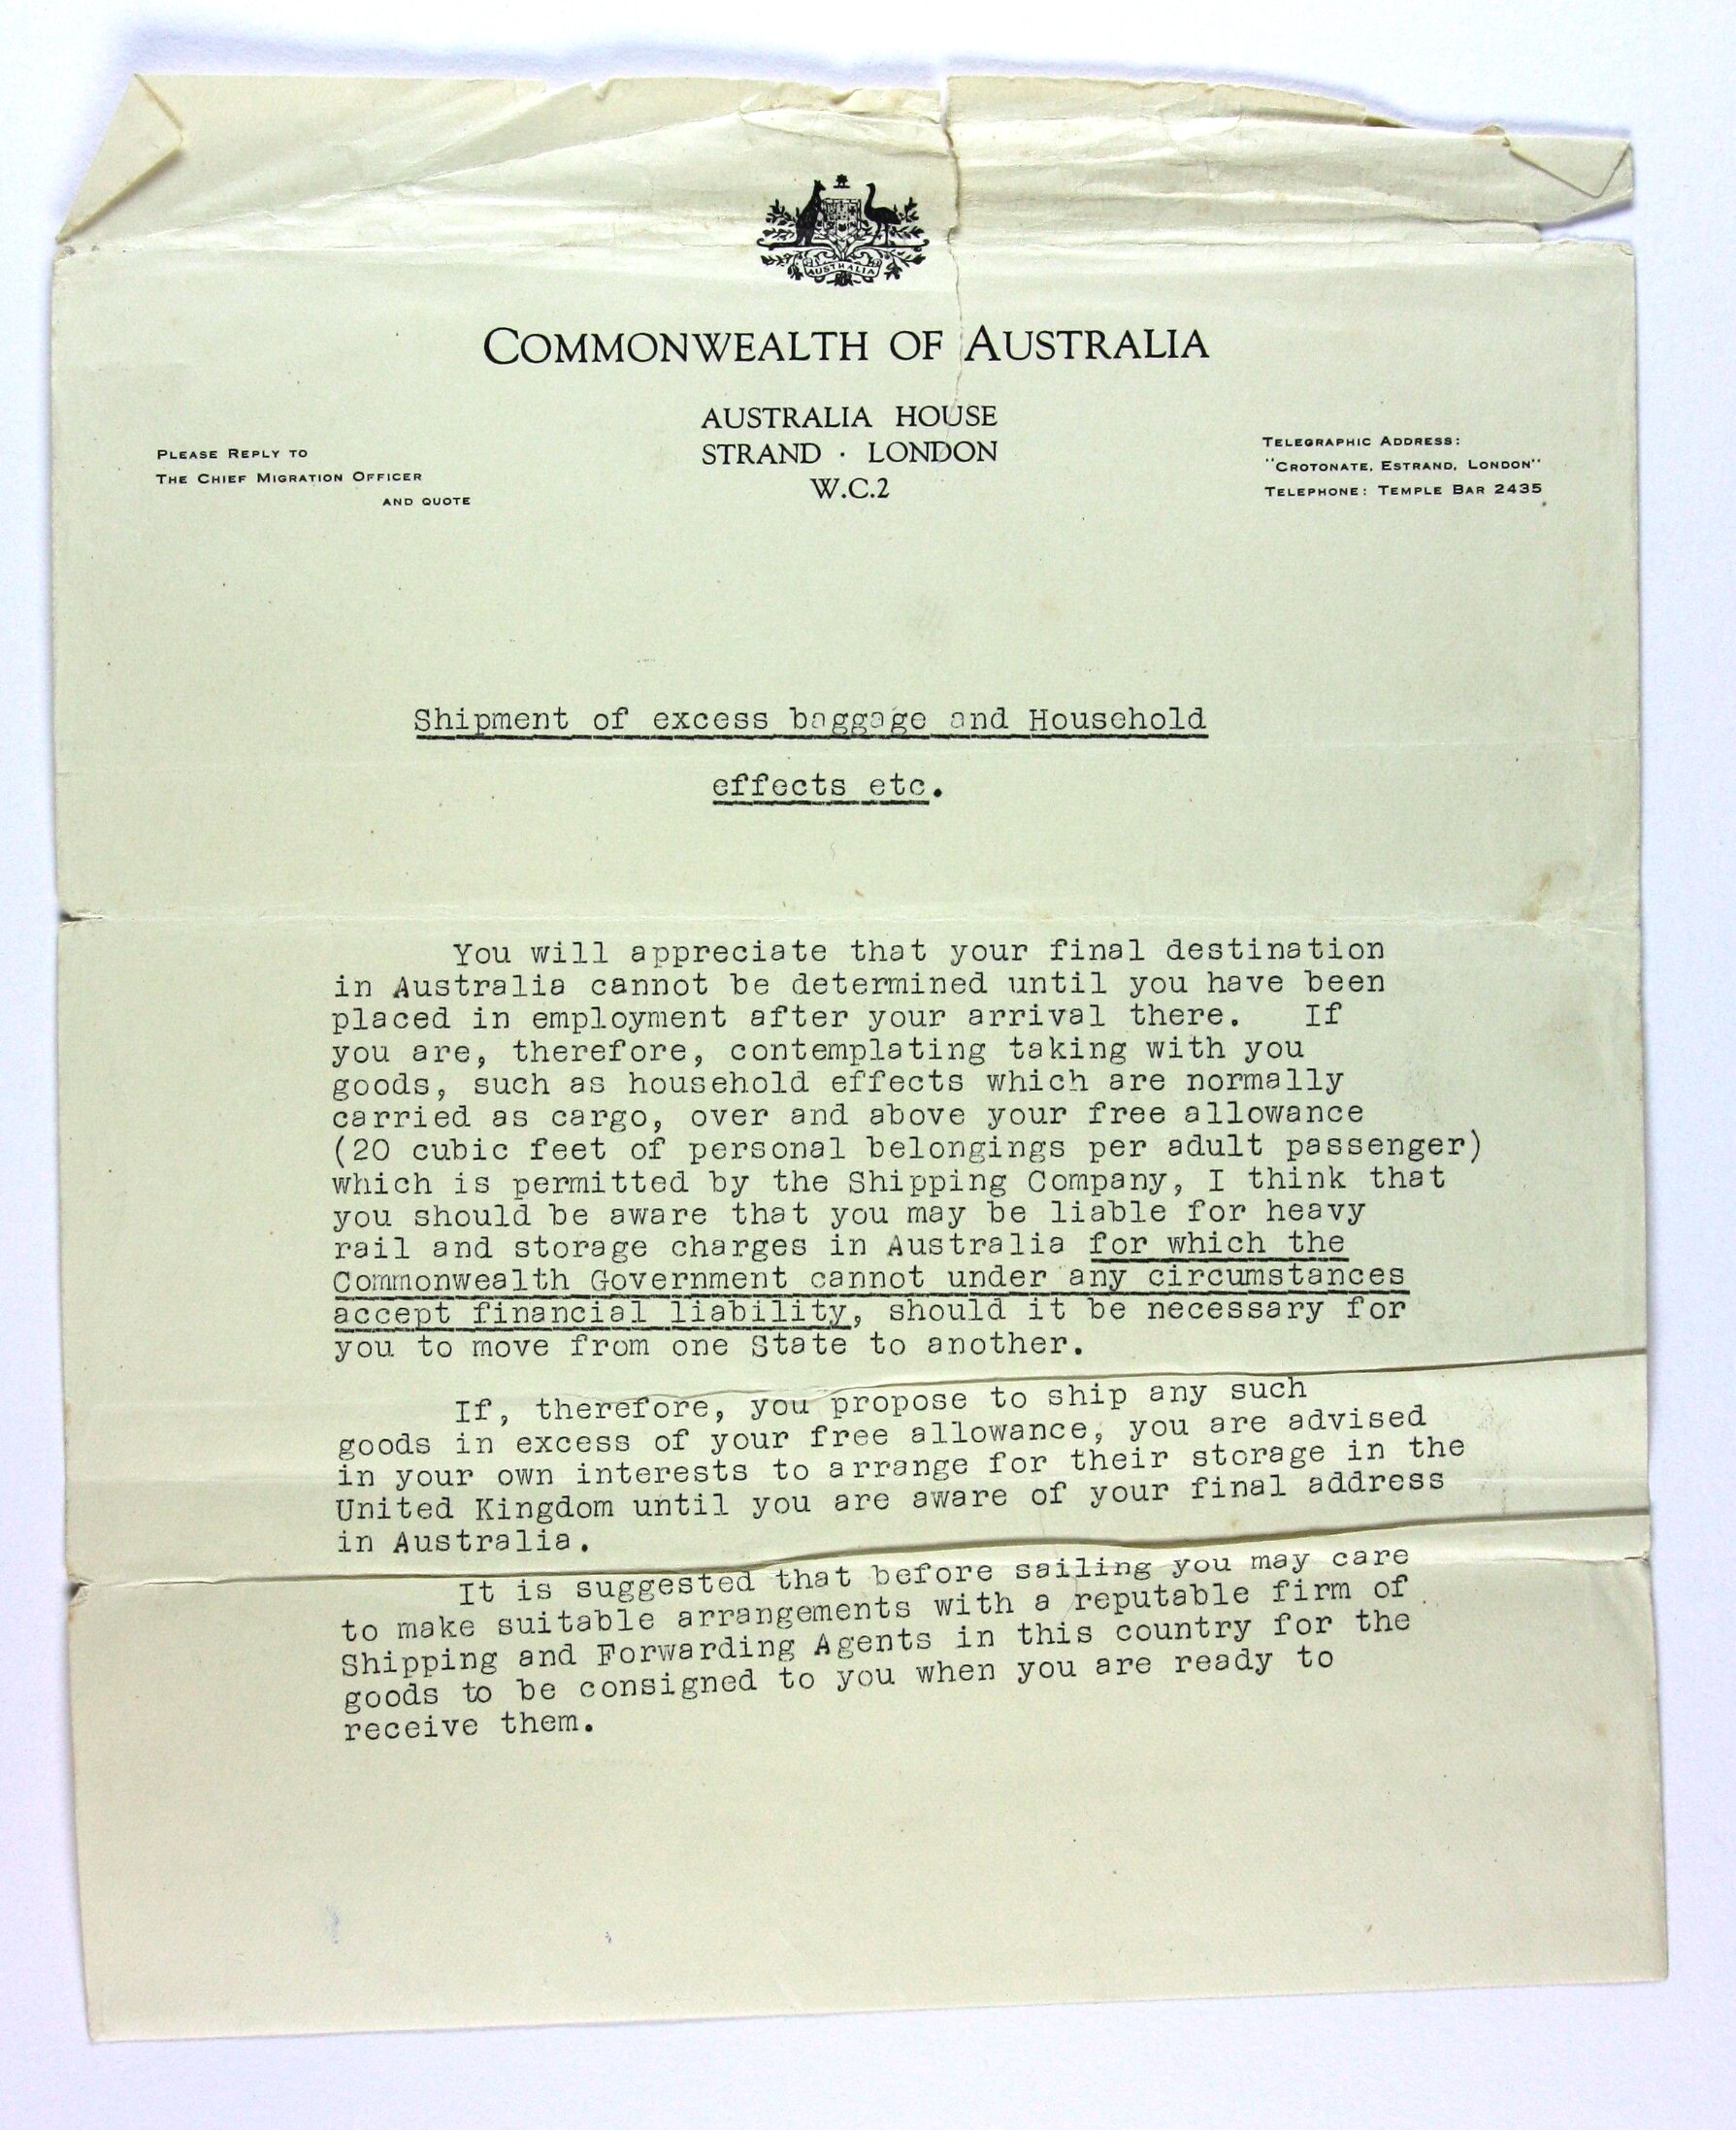 AUSTRALIA
COMMONWEALTH OF AUSTRALIA
AUSTRALIA HOUSE
STRAND · LONDON
W.C.2
PLEASE REPLY TO
THE CHIEF MIGRATION OFFICER
AND QUOTE
TELEGRAPHIC ADDRESS:
"CROTONATE, ESTRAND, LONDON"
TELEPHONE: TEMPLE BAR 2435
Shipment of excess baggage and Household
effects etc.
You will appreciate that your final destination
in Australia cannot be determined until you have been
placed in employment after your arrival there. If
you are, therefore, contemplating taking with you
goods, such as household effects which are normally
carried as cargo, over and above your free allowance
(20 cubic feet of personal belongings per adult passenger)
which is permitted by the Shipping Company, I think that
you should be aware that you may be liable for heavy
rail and storage charges in Australia for which the
Commonwealth Government cannot under any circumstances
accept financial liability, should it be necessary for
you to move from one State to another.
If, therefore, you propose to ship any such
goods in excess of your free allowance, you are advised
in your own interests to arrange for their storage in the
United Kingdom until you are aware of your final address
in Australia.
It is suggested that before sailing you may care
to make suitable arrangements with a reputable firm of
Shipping and Forwarding Agents in this country for the
goods to be consigned to you when you are ready to
receive them.